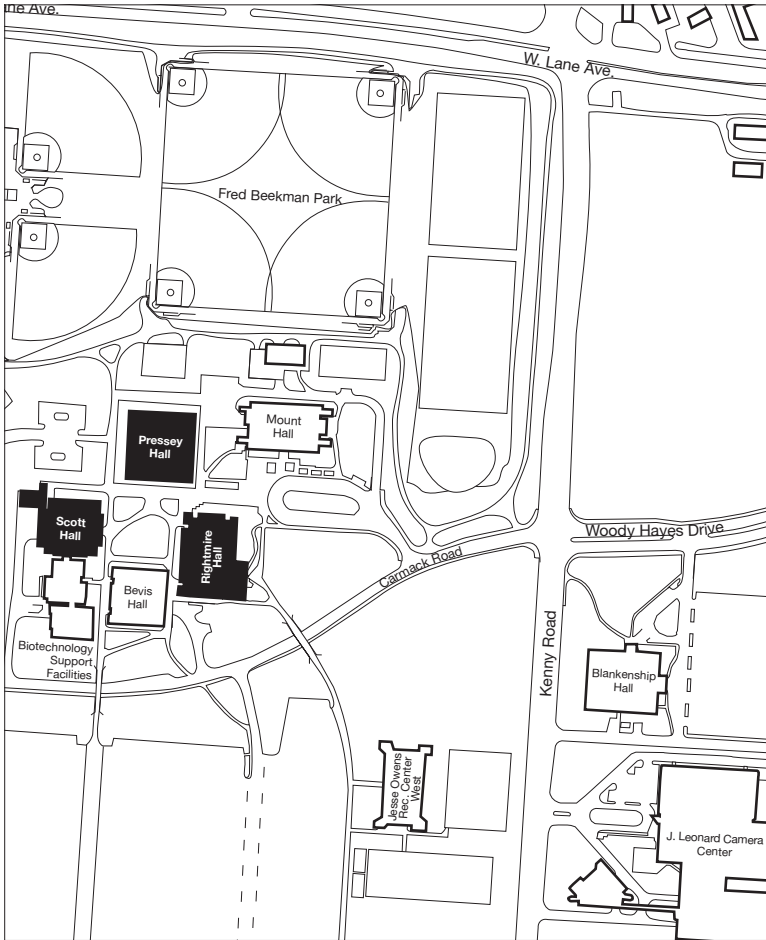 ne Ave.
W. Lane Ave.
Fred Beekman Park
Mount
Hall
Pressey
Hall
Scott
Hall
Rightmire
Hall
Woody Hayes Drive
Carmack Road
Bevis
Hall
Biotechnology
Support
Facilities
Kenny Road
Blankenship
Hall
Jesse Owens
Rec. Center
West
J. Leonard Camera
Center